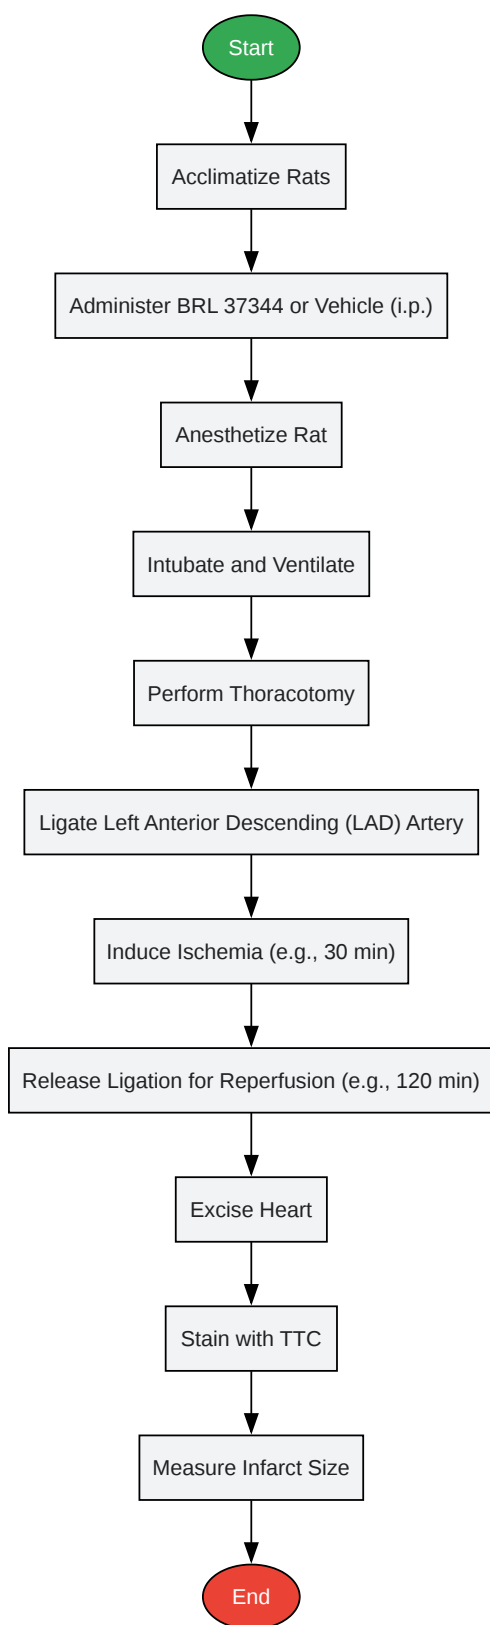 Start
Acclimatize Rats
Administer BRL 37344 or Vehicle (i.p.)
Anesthetize Rat
Intubate and Ventilate
Perform Thoracotomy
Ligate Left Anterior Descending (LAD) Artery
Induce Ischemia (e.g., 30 min)
Release Ligation for Reperfusion (e.g., 120 min)
Excise Heart
Stain with TTC
Measure Infarct Size
End